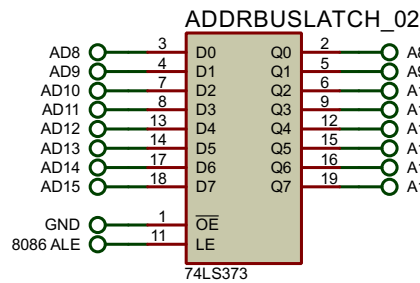 ADDRBUSLATCH_02
AD8 3 D0 Q0 2
AD9 4 D1 Q1 5
AD10 7 D2 Q2 6
AD11 8 D3 Q3 9
AD12 13 D4 Q4 12
AD13 14 D5 Q5 15
AD14 17 D6 Q6 16
AD15 18 D7 Q7 19
GND 1 OE
8086 ALE 11 LE
74LS373